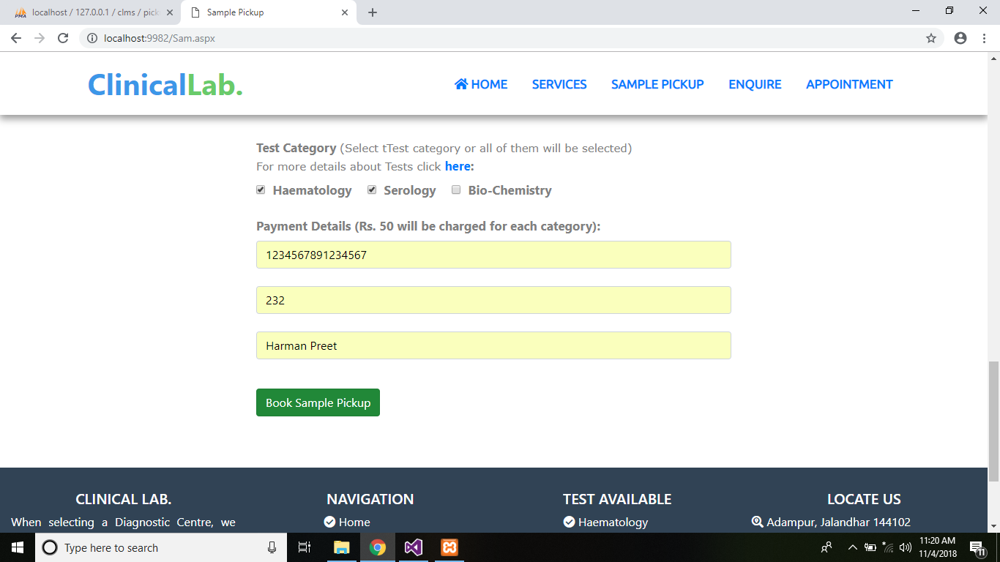 localhost / 127.0.0.1 / clms / pick
Sample Pickup
localhost:9982/Sam.aspx
ClinicalLab.
HOME SERVICES SAMPLE PICKUP ENQUIRE APPOINTMENT
Test Category (Select tTest category or all of them will be selected)
For more details about Tests click here:
Haematology Serology Bio-Chemistry
Payment Details (Rs. 50 will be charged for each category):
1234567891234567
232
Harman Preet
Book Sample Pickup
CLINICAL LAB.
When selecting a Diagnostic Centre, we
NAVIGATION
Home
TEST AVAILABLE
Haematology
LOCATE US
Adampur, Jalandhar 144102
Type here to search
11:20 AM
11/4/2018
11